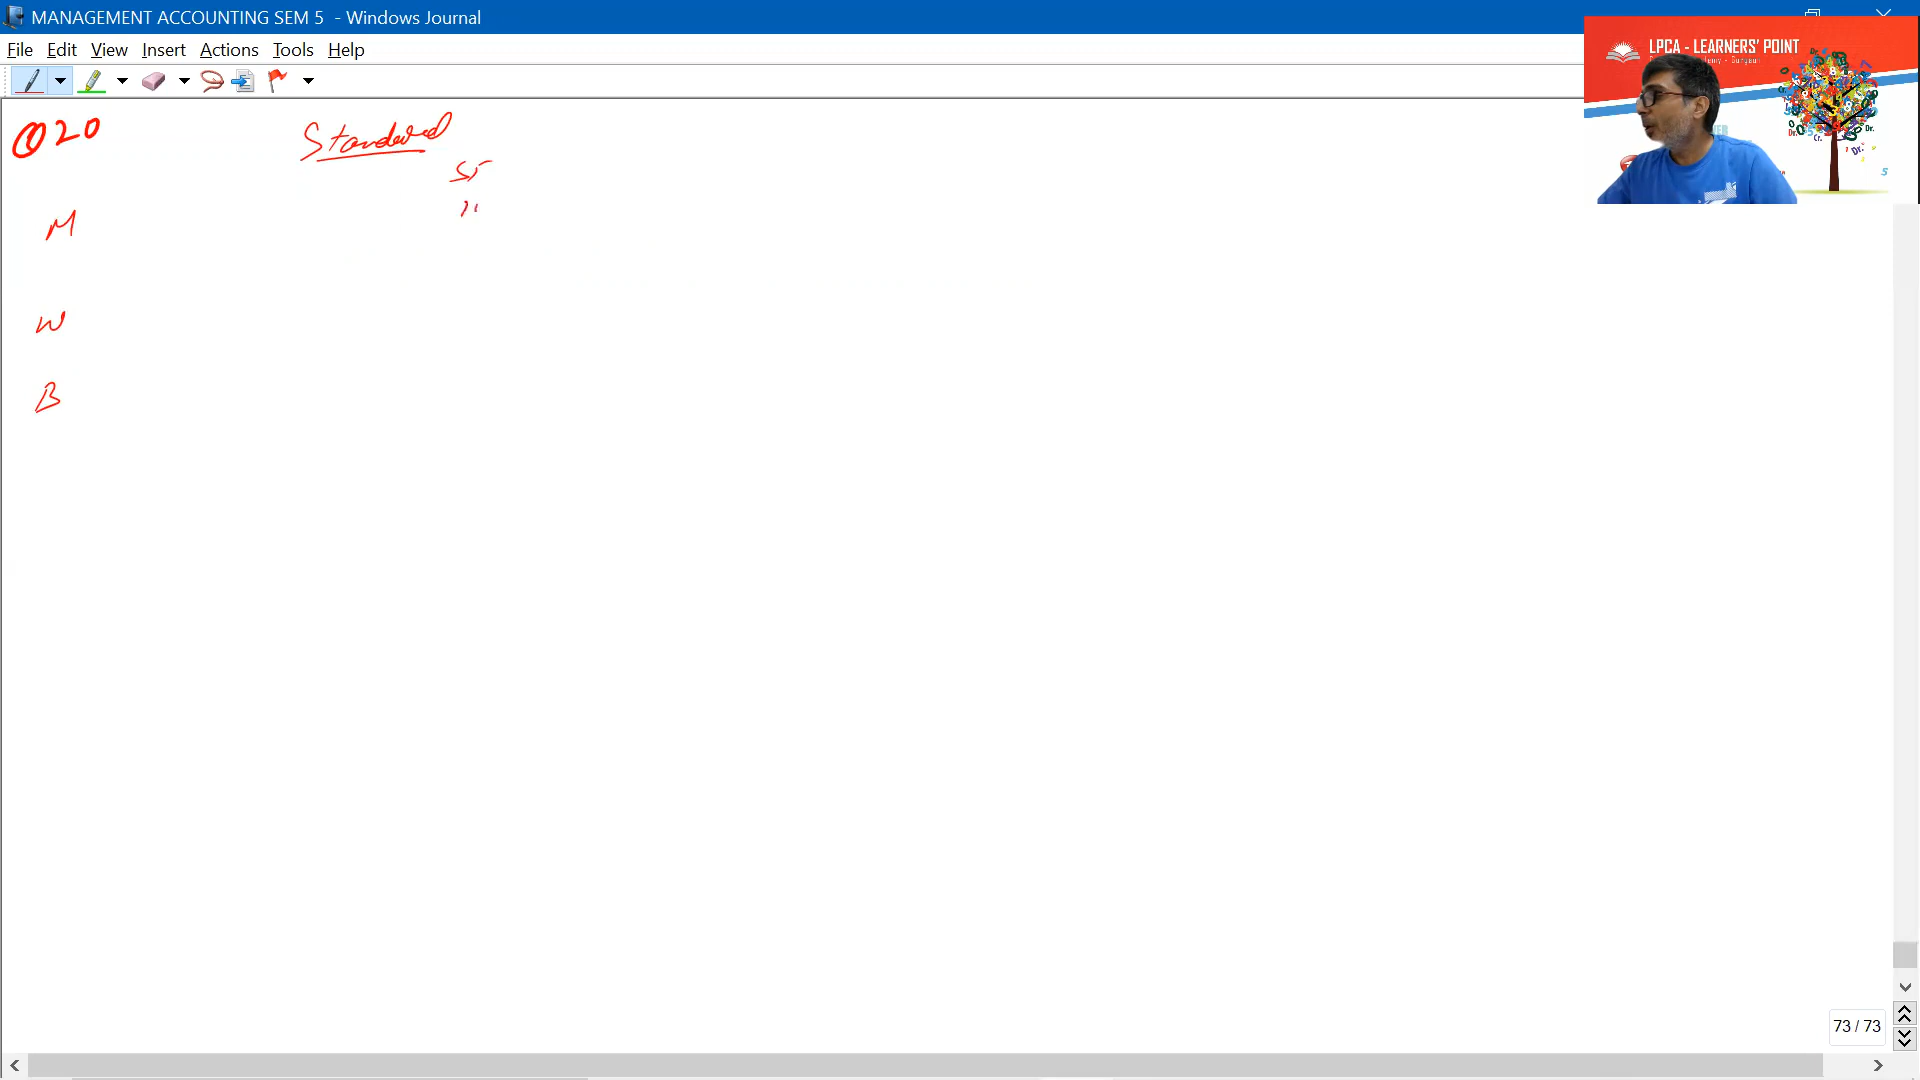 MANAGEMENT ACCOUNTING SEM 5 - Windows Journal
File Edit View Insert Actions Tools Help
LPCA - LEARNERS' POINT
Q20
Standard
M
W
B
73 / 73